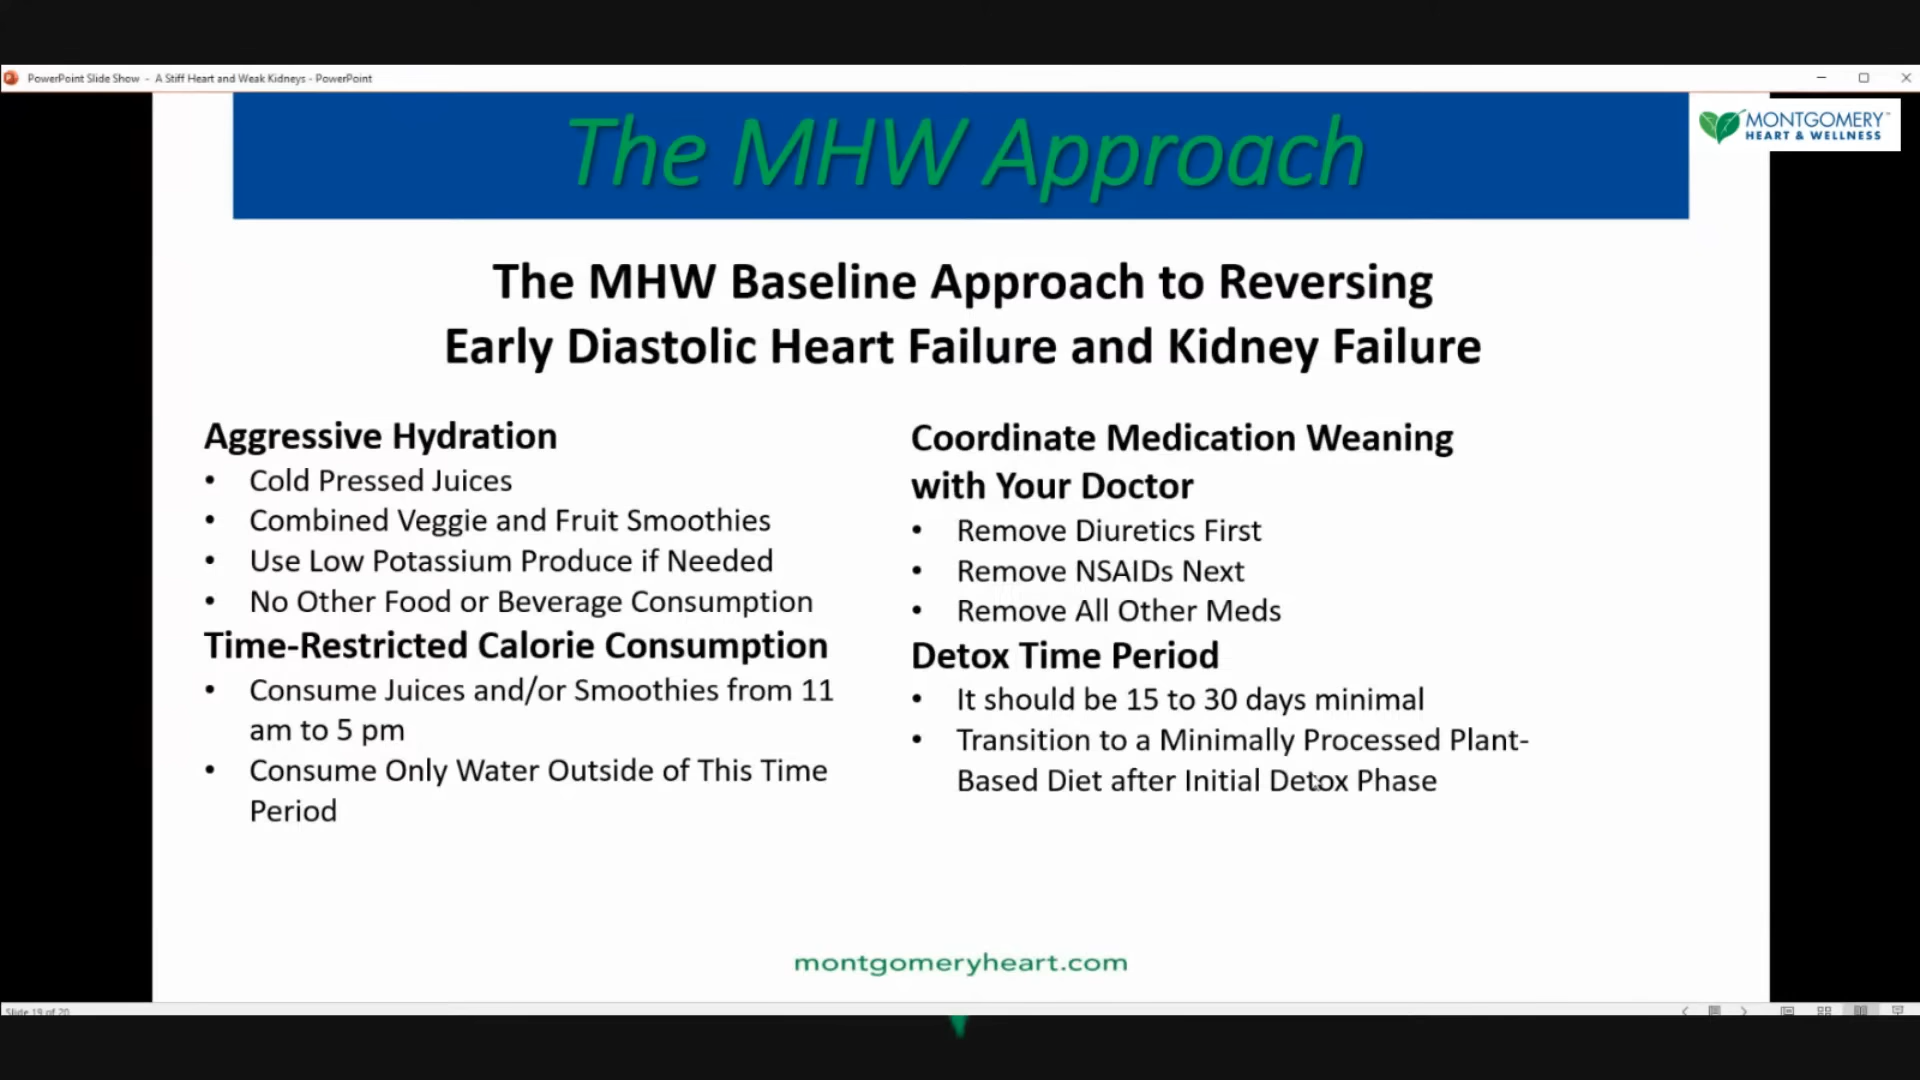 PowerPoint Slide Show - A Stiff Heart and Weak Kidneys - PowerPoint
The MHW Approach
MONTGOMERY™
HEART & WELLNESS
The MHW Baseline Approach to Reversing
Early Diastolic Heart Failure and Kidney Failure
Aggressive Hydration
• Cold Pressed Juices
• Combined Veggie and Fruit Smoothies
• Use Low Potassium Produce if Needed
• No Other Food or Beverage Consumption
Time-Restricted Calorie Consumption
• Consume Juices and/or Smoothies from 11
am to 5 pm
• Consume Only Water Outside of This Time
Period
Coordinate Medication Weaning
with Your Doctor
• Remove Diuretics First
• Remove NSAIDs Next
• Remove All Other Meds
Detox Time Period
• It should be 15 to 30 days minimal
• Transition to a Minimally Processed Plant-
Based Diet after Initial Detox Phase
montgomeryheart.com
Slide 19 of 20